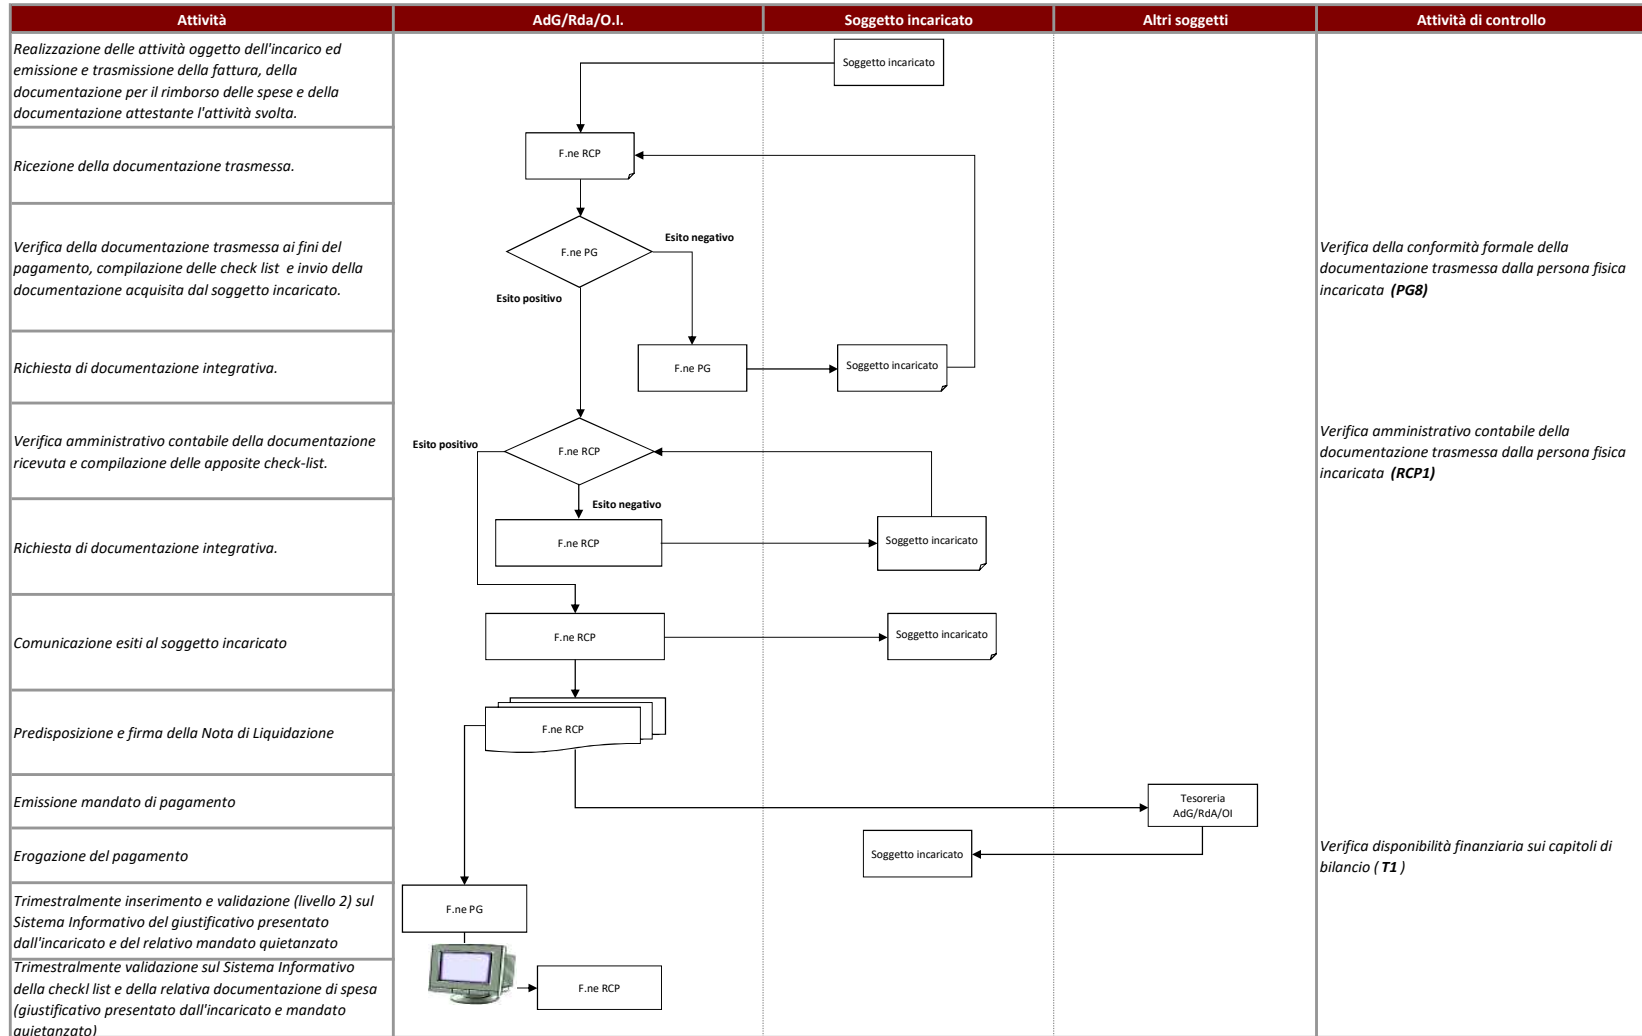 Attività
AdG/Rda/O.I.
Soggetto incaricato
Altri soggetti
Attività di controllo
Realizzazione delle attività oggetto dell'incarico ed
emissione e trasmissione della fattura, della
documentazione per il rimborso delle spese e della
documentazione attestante l'attività svolta.
Soggetto incaricato
Ricezione della documentazione trasmessa.
F.ne RCP
Verifica della documentazione trasmessa ai fini del
pagamento, compilazione delle check list e invio della
documentazione acquisita dal soggetto incaricato.
F.ne PG
Esito negativo
Esito positivo
Verifica della conformità formale della
documentazione trasmessa dalla persona fisica
incaricata (PG8)
Richiesta di documentazione integrativa.
F.ne PG
Soggetto incaricato
Verifica amministrativo contabile della documentazione
ricevuta e compilazione delle apposite check-list.
Esito positivo
F.ne RCP
Esito negativo
Verifica amministrativo contabile della
documentazione trasmessa dalla persona fisica
incaricata (RCP1)
Richiesta di documentazione integrativa.
F.ne RCP
Soggetto incaricato
Comunicazione esiti al soggetto incaricato
F.ne RCP
Soggetto incaricato
Predisposizione e firma della Nota di Liquidazione
F.ne RCP
Emissione mandato di pagamento
Tesoreria
AdG/RdA/OI
Erogazione del pagamento
Soggetto incaricato
Verifica disponibilità finanziaria sui capitoli di
bilancio ( T1 )
Trimestralmente inserimento e validazione (livello 2) sul
Sistema Informativo del giustificativo presentato
dall'incaricato e del relativo mandato quietanzato
F.ne PG
Trimestralmente validazione sul Sistema Informativo
della checkl list e della relativa documentazione di spesa
(giustificativo presentato dall'incaricato e mandato
quietanzato)
F.ne RCP